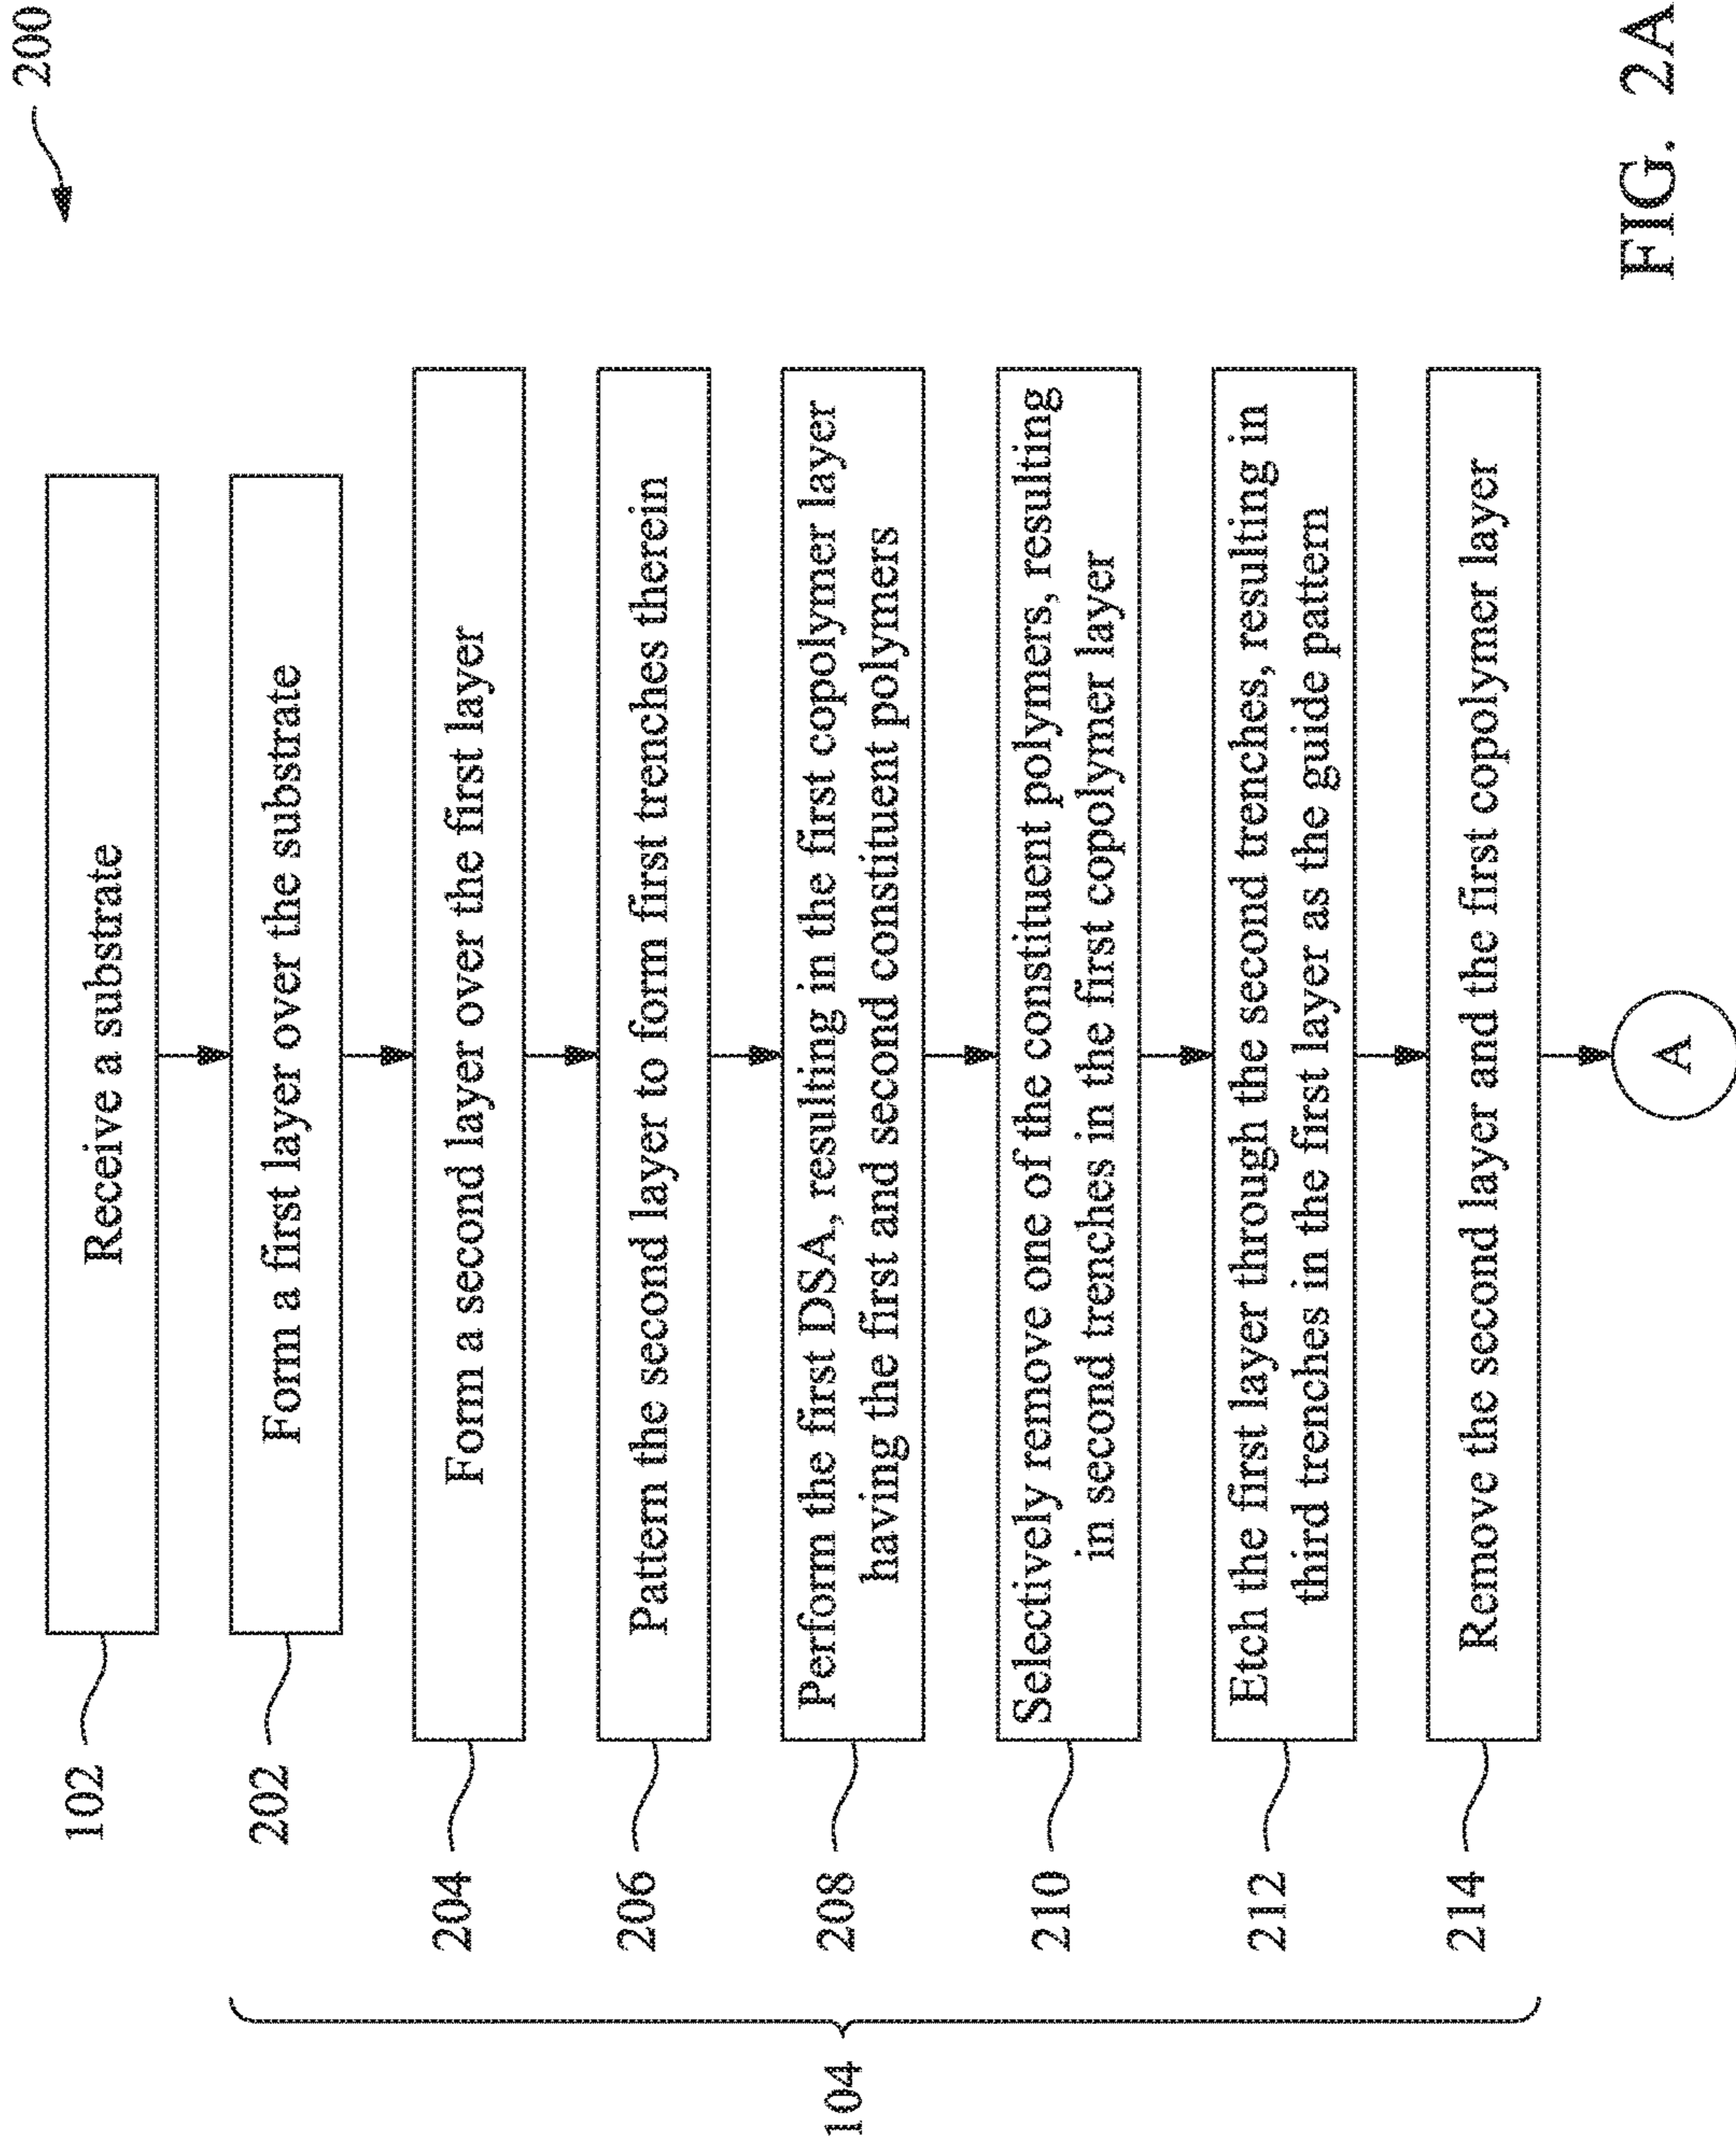 200
102
Receive a substrate
202
Form a first layer over the substrate
204
Form a second layer over the first layer
206
Pattern the second layer to form first trenches therein
208
Perform the first DSA, resulting in the first copolymer layer
having the first and second constituent polymers
210
Selectively remove one of the constituent polymers, resulting
in second trenches in the first copolymer layer
212
Etch the first layer through the second trenches, resulting in
third trenches in the first layer as the guide pattern
214
Remove the second layer and the first copolymer layer
104
A
FIG. 2A